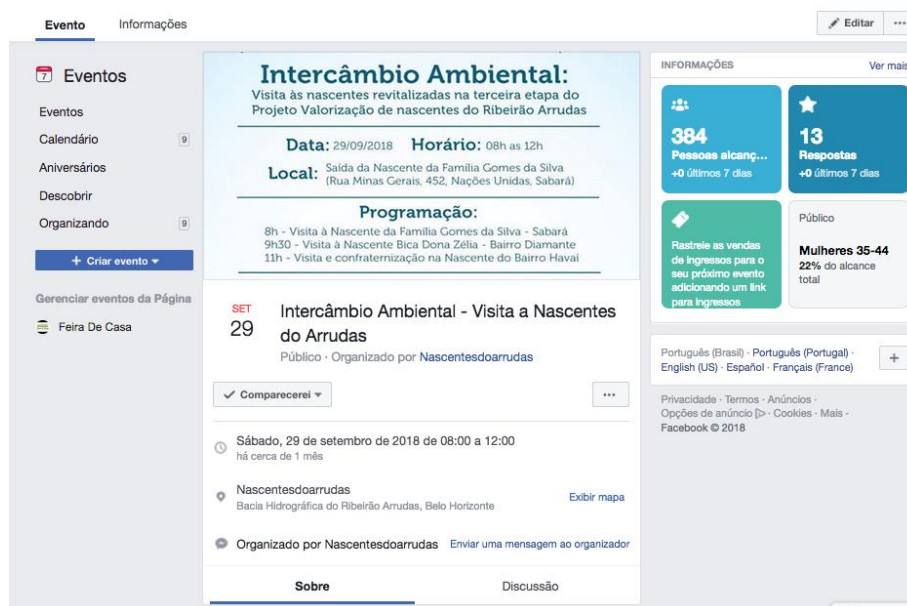 Evento Informações
Editar
Eventos
Eventos
Calendário 9
Aniversários
Descobrir
Organizando 9
+ Criar evento
Gerenciar eventos da Página
Feira De Casa
Intercâmbio Ambiental:
Visita às nascentes revitalizadas na terceira etapa do
Projeto Valorização de nascentes do Ribeirão Arrudas
Data: 29/09/2018 Horário: 08h as 12h
Local: Saída da Nascente da Família Gomes da Silva
(Rua Minas Gerais, 452, Nações Unidas, Sabará)
Programação:
8h - Visita à Nascente da Família Gomes da Silva - Sabará
9h30 - Visita à Nascente Bica Dona Zélia - Bairro Diamante
11h - Visita e confraternização na Nascente do Bairro Havaí
SET
29
Intercâmbio Ambiental - Visita a Nascentes
do Arrudas
Público · Organizado por Nascentesdoarrudas
Comparecerei
Sábado, 29 de setembro de 2018 de 08:00 a 12:00
há cerca de 1 mês
Nascentesdoarrudas
Bacia Hidrográfica do Ribeirão Arrudas, Belo Horizonte
Exibir mapa
Organizado por Nascentesdoarrudas Enviar uma mensagem ao organizador
Sobre Discussão
INFORMAÇÕES Ver mais
384
Pessoas alcanç...
+0 últimos 7 dias
13
Respostas
+0 últimos 7 dias
Rastreie as vendas
de ingressos para o
seu próximo evento
adicionando um link
para ingressos
Público
Mulheres 35-44
22% do alcance
total
Português (Brasil) · Português (Portugal) ·
English (US) · Español · Français (France)
Privacidade · Termos · Anúncios ·
Opções de anúncio · Cookies · Mais -
Facebook © 2018